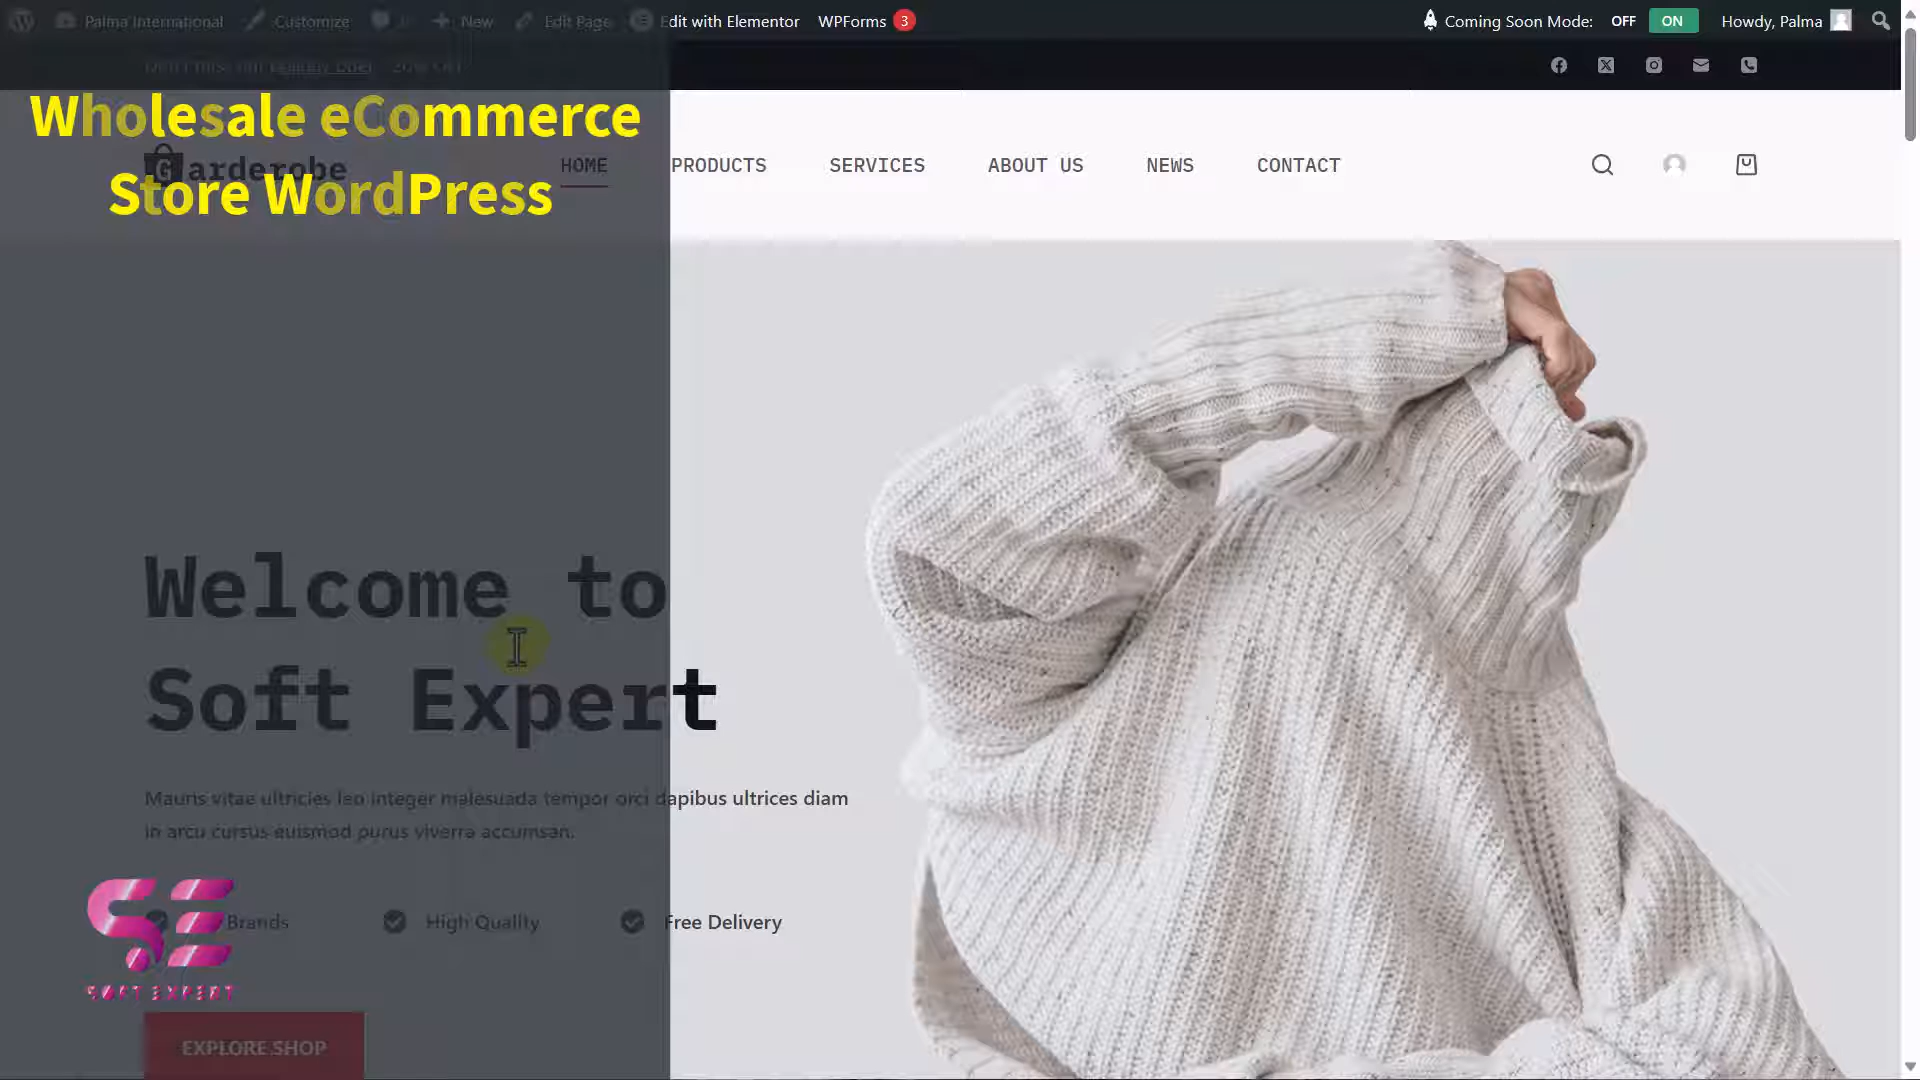 Palma International Customize New Edit Page Edit with Elementor WPForms 3 Coming Soon Mode: OFF ON Howdy, Palma
Wholesale eCommerce
Store WordPress
Garderobe
HOME PRODUCTS SERVICES ABOUT US NEWS CONTACT
Welcome to
Soft Expert
Mauris vitae ultricies leo integer malesuada tempor orci dapibus ultrices diam
in arcu cursus euismod purus viverra accumsan.
Brands High Quality Free Delivery
SOFT EXPERT
EXPLORE SHOP